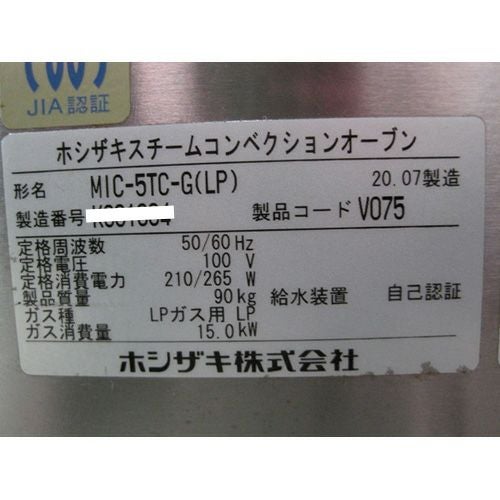 JIA認証
ホシザキスチームコンベクションオーブン
形名 MIC-5TC-G(LP) 20.07製造
製造番号 製品コード V075
定格周波数 50/60 Hz
定格電圧 100 V
定格消費電力 210/265 W
製品質量 90kg 給水装置 自己認証
ガス種 LPガス用 LP
ガス消費量 15.0kW
ホシザキ株式会社